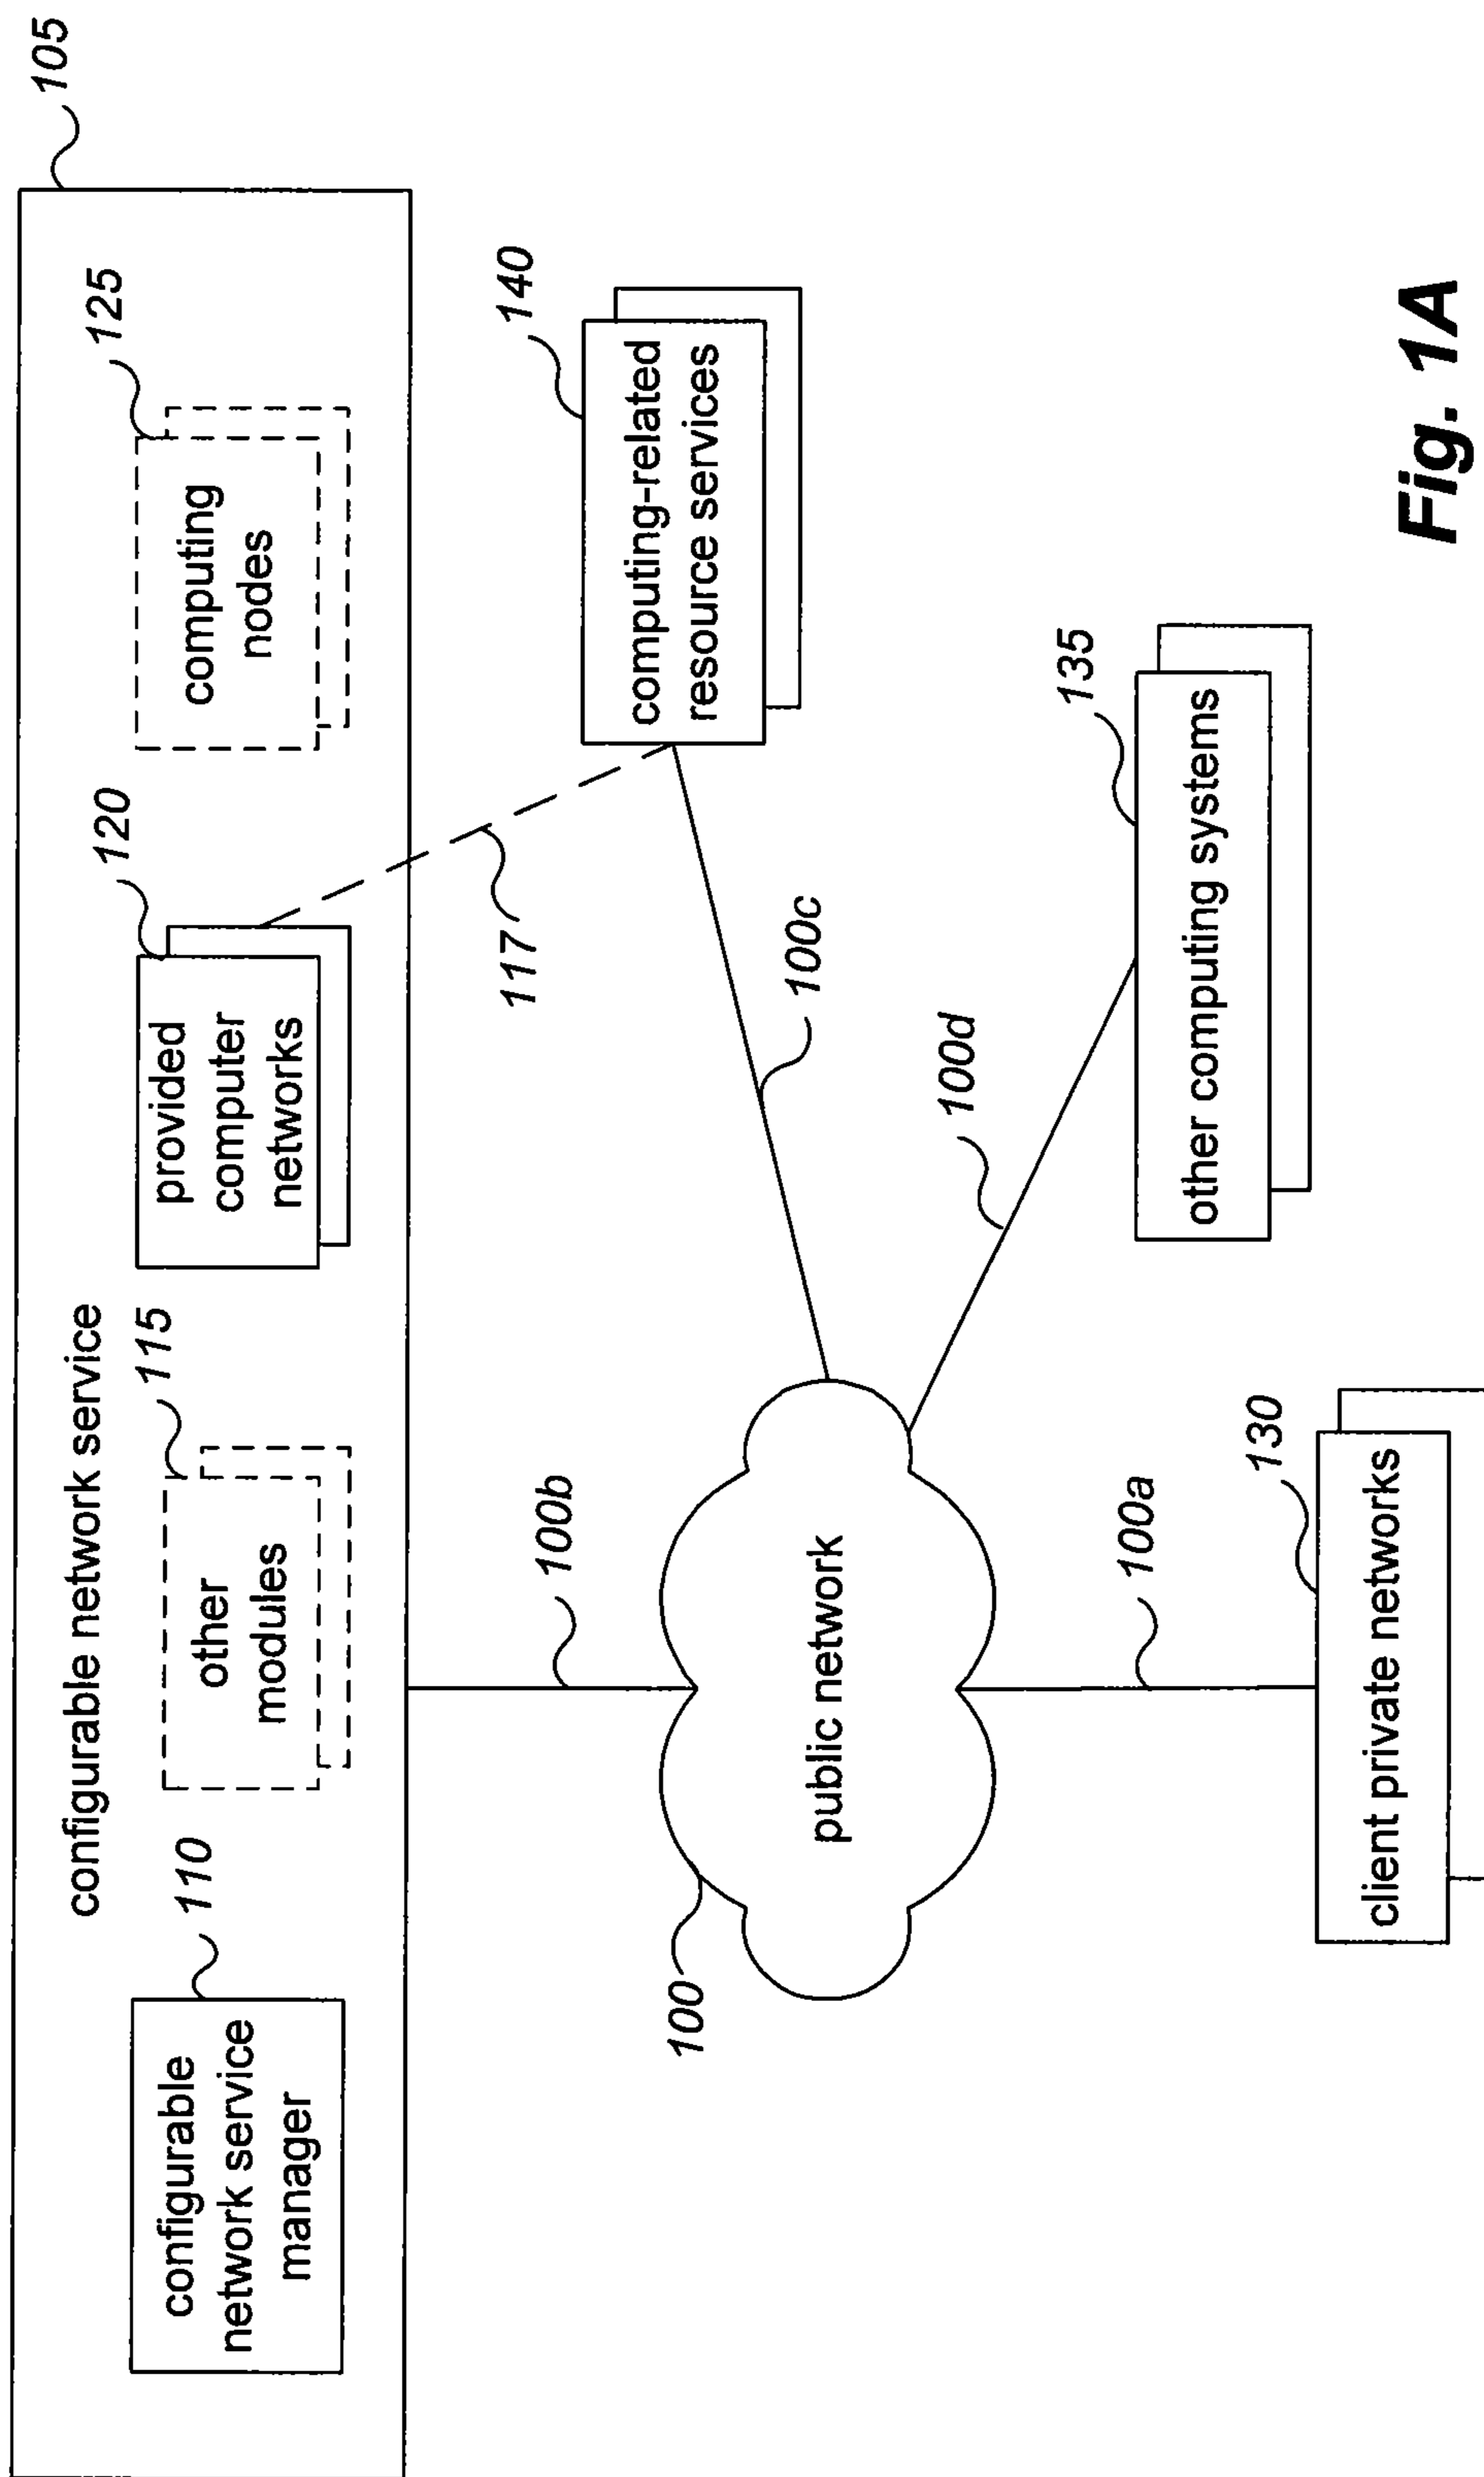 105
configurable network service
110
115
120
125
configurable
network service
manager
other
modules
provided
computer
networks
computing
nodes
117
140
100b
computing-related
resource services
100
public network
100c
100d
135
other computing systems
100a
130
client private networks
Fig. 1A